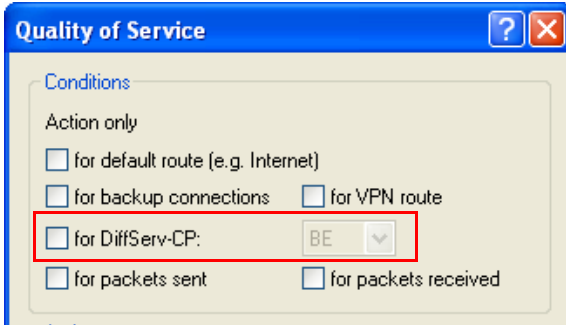 Quality of Service
Conditions
Action only
for default route (e.g. Internet)
for backup connections for VPN route
for DiffServ-CP: BE
for packets sent for packets received